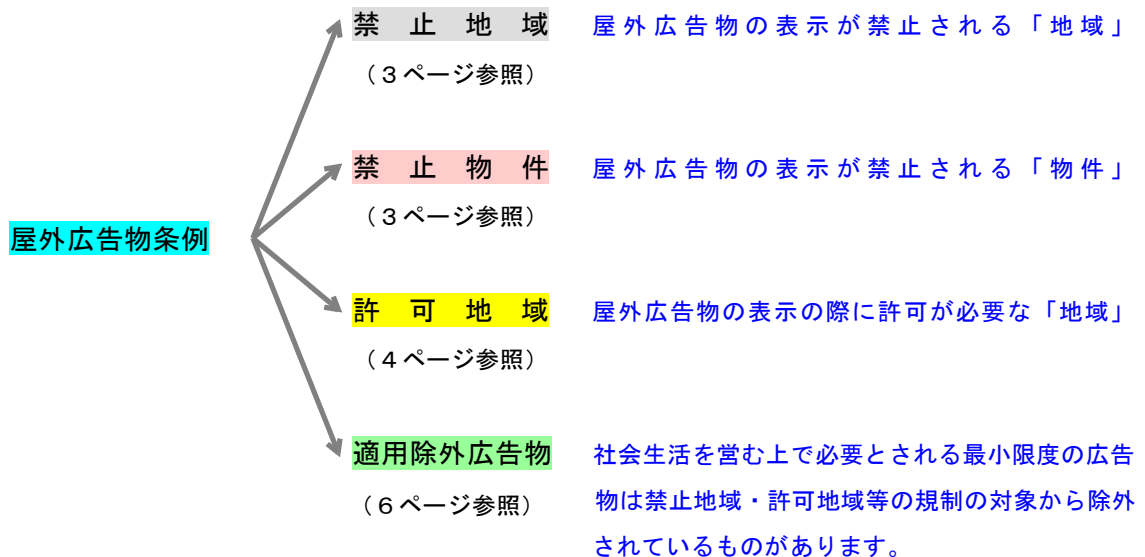 禁止地域 屋外広告物の表示が禁止される「地域」
（３ページ参照）
禁止物件 屋外広告物の表示が禁止される「物件」
（３ページ参照）
屋外広告物条例
許可地域 屋外広告物の表示の際に許可が必要な「地域」
（４ページ参照）
適用除外広告物 社会生活を営む上で必要とされる最小限度の広告
（６ページ参照） 物は禁止地域・許可地域等の規制の対象から除外
されているものがあります。